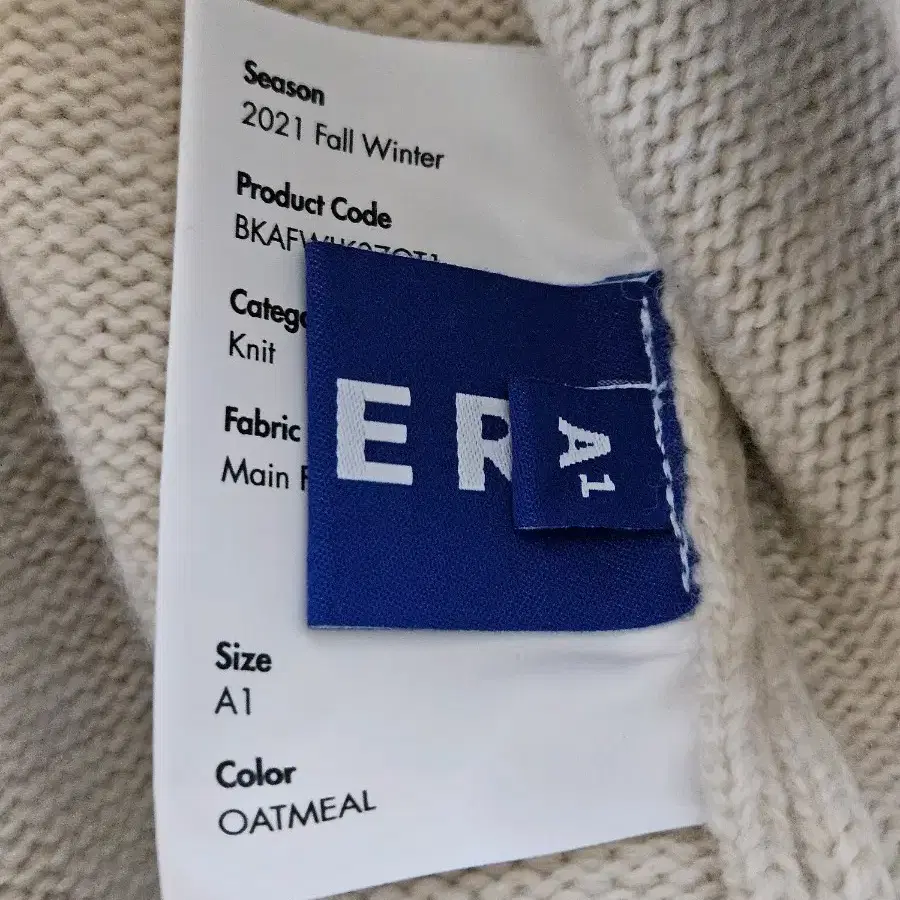 Season
2021 Fall Winter
Product Code
Knit
Fabric
Main
ER
A1
Size
A1
Color
OATMEAL